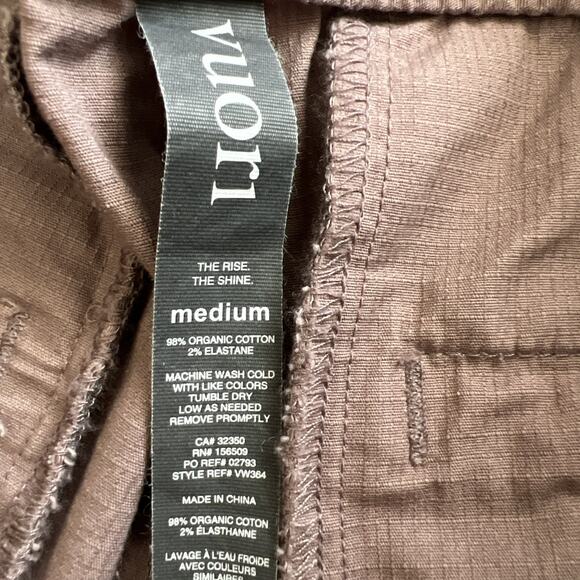 vuori
THE RISE.
THE SHINE.
medium
98% ORGANIC COTTON
2% ELASTANE
MACHINE WASH COLD
WITH LIKE COLORS
TUMBLE DRY
LOW AS NEEDED
REMOVE PROMPTLY
CA# 32350
RN# 156509
PO REF# 02793
STYLE REF# VW364
MADE IN CHINA
98% ORGANIC COTON
2% ÉLASTHANNE
LAVAGE À L'EAU FROIDE
AVEC COULEURS
SIMILAIRES